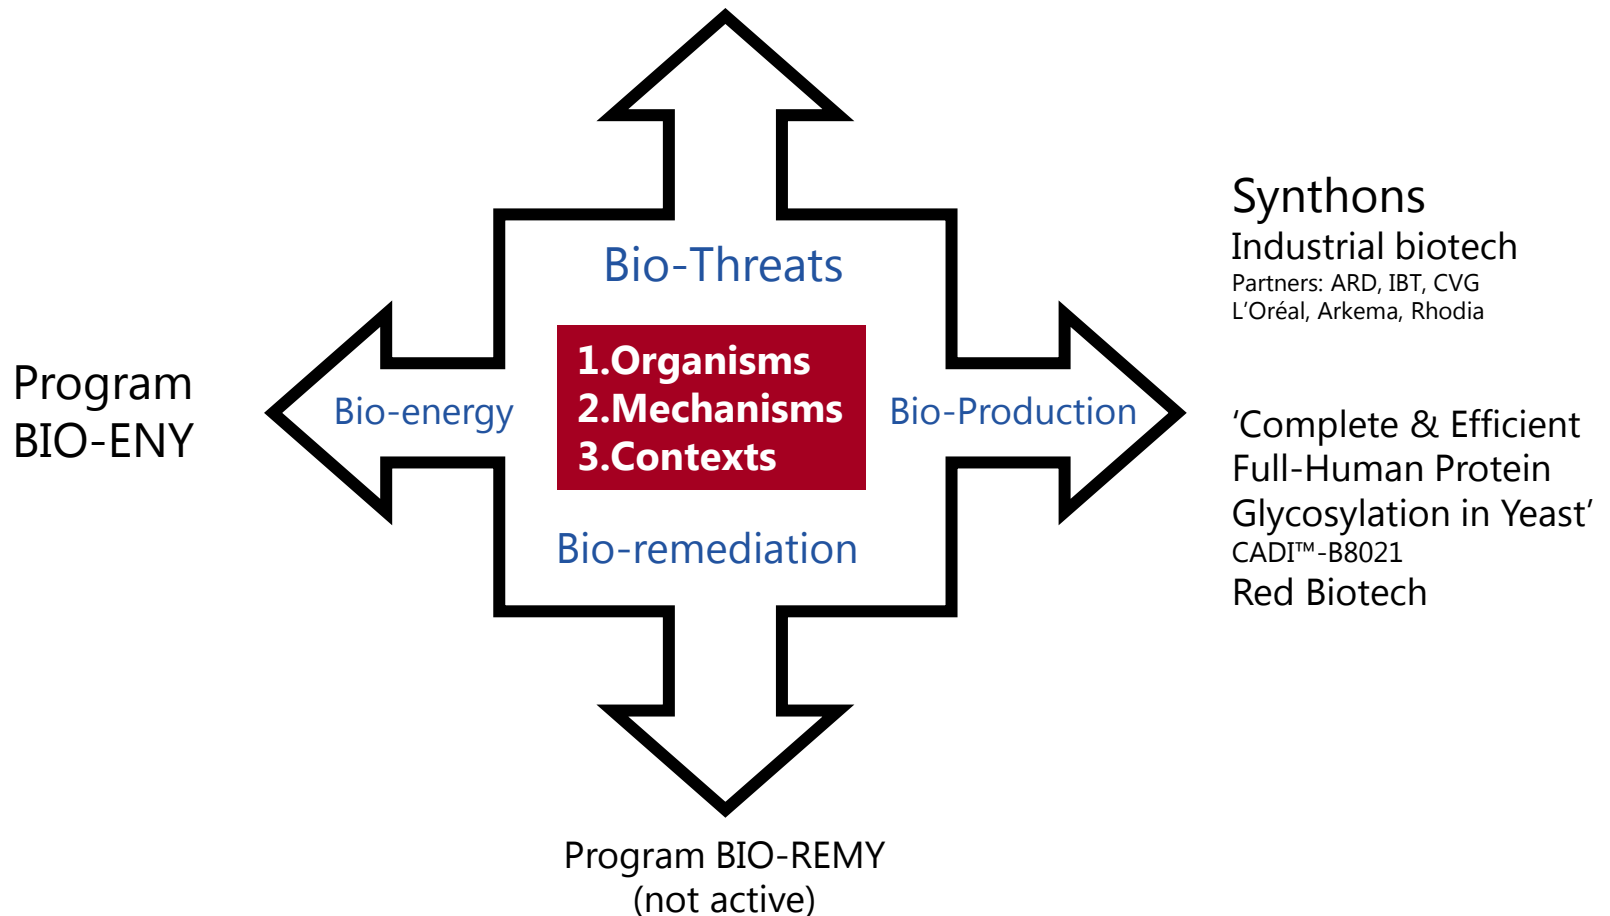 Bio-Threats
1.Organisms
2.Mechanisms
3.Contexts
Bio-energy
Bio-Production
Bio-remediation
Program
BIO-ENY
Synthons
Industrial biotech
Partners: ARD, IBT, CVG
L’Oréal, Arkema, Rhodia
‘Complete & Efficient
Full-Human Protein
Glycosylation in Yeast’
CADI™-B8021
Red Biotech
Program BIO-REMY
(not active)